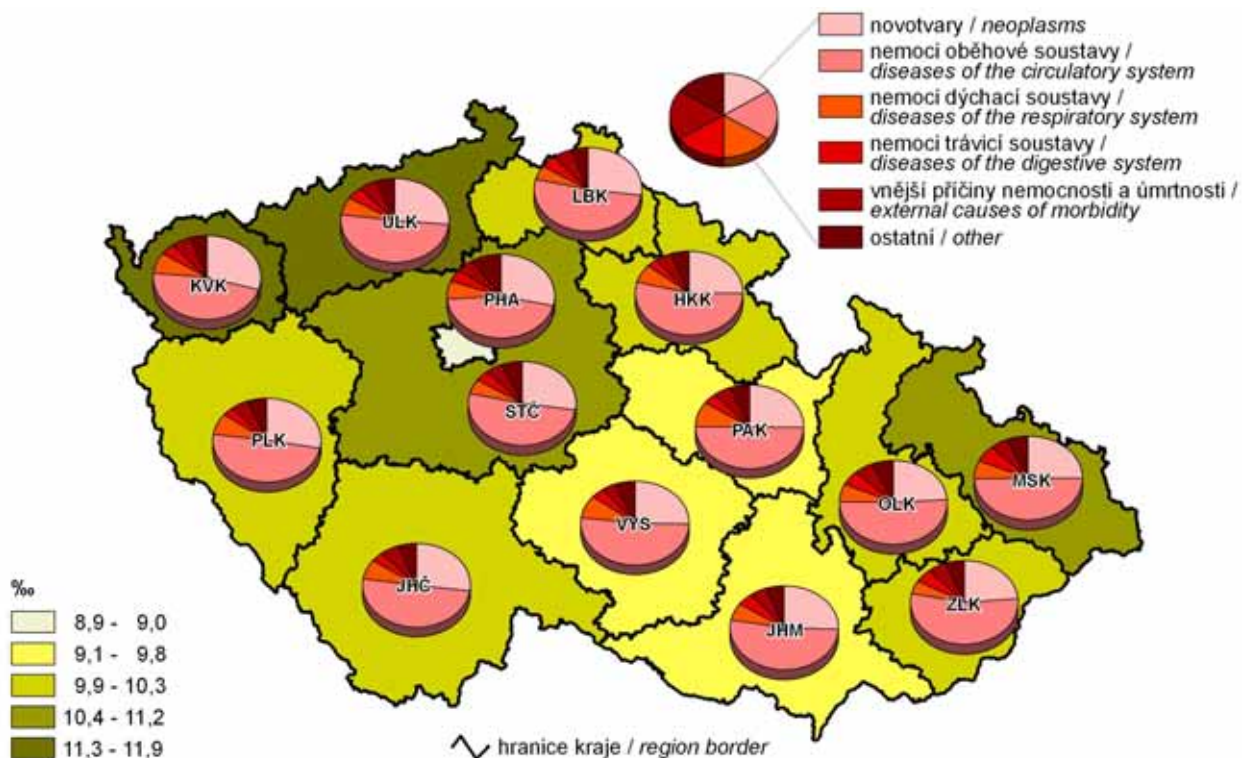 novotvary / neoplasms
nemoci oběhové soustavy /
diseases of the circulatory system
nemoci dýchací soustavy /
diseases of the respiratory system
nemoci trávicí soustavy /
diseases of the digestive system
vnější příčiny nemocnosti a úmrtnosti /
external causes of morbidity
ostatní / other
LBK
ULK
KVK
PHA
HKK
STČ
PLK
PAK
MSK
OLK
VYS
JHČ
ZLK
JHM
‰
8,9 - 9,0
9,1 - 9,8
9,9 - 10,3
10,4 - 11,2
11,3 - 11,9
hranice kraje / region border